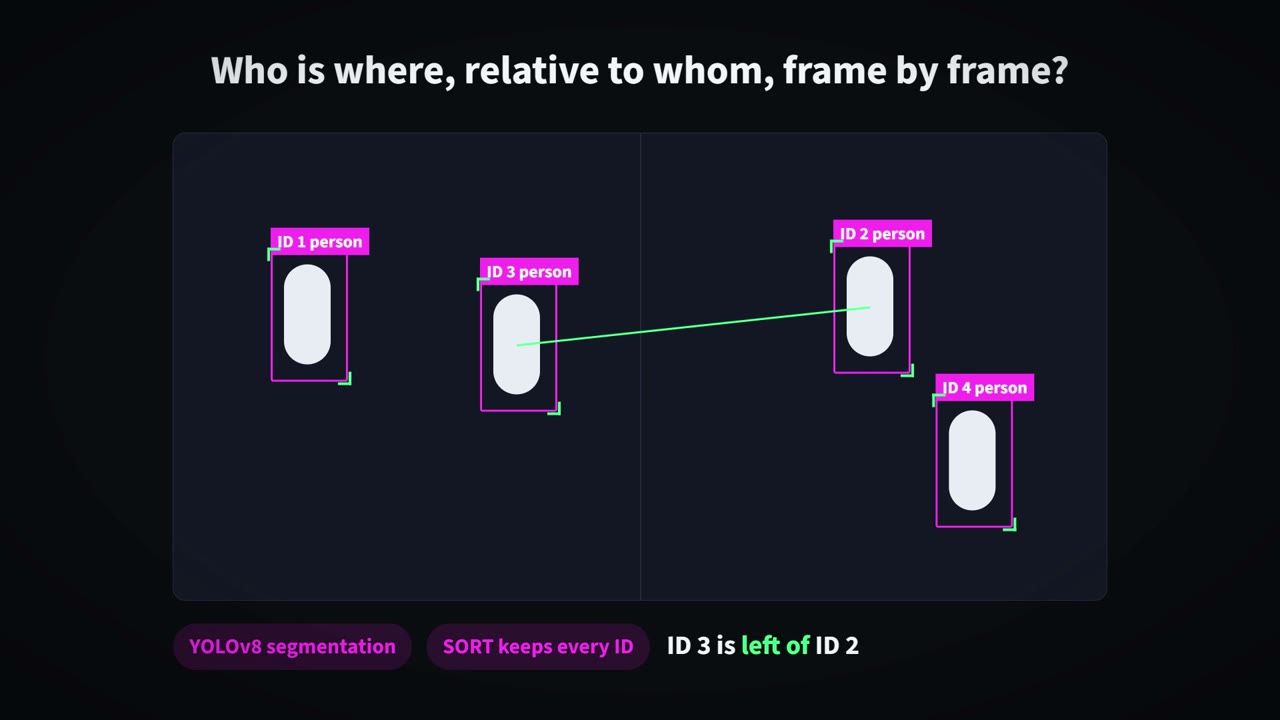 Who is where, relative to whom, frame by frame?
ID 1 person
ID 3 person
ID 2 person
ID 4 person
YOLOv8 segmentation
SORT keeps every ID
ID 3 is left of ID 2